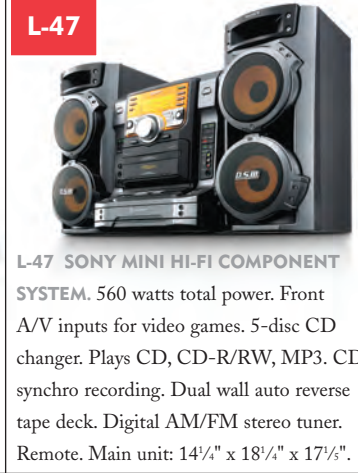 L-47
D.S.G.
L-47 SONY MINI HI-FI COMPONENT
SYSTEM. 560 watts total power. Front
A/V inputs for video games. 5-disc CD
changer. Plays CD, CD-R/RW, MP3. CD
synchro recording. Dual wall auto reverse
tape deck. Digital AM/FM stereo tuner.
Remote. Main unit: 14¼" x 18¼" x 17⅕".